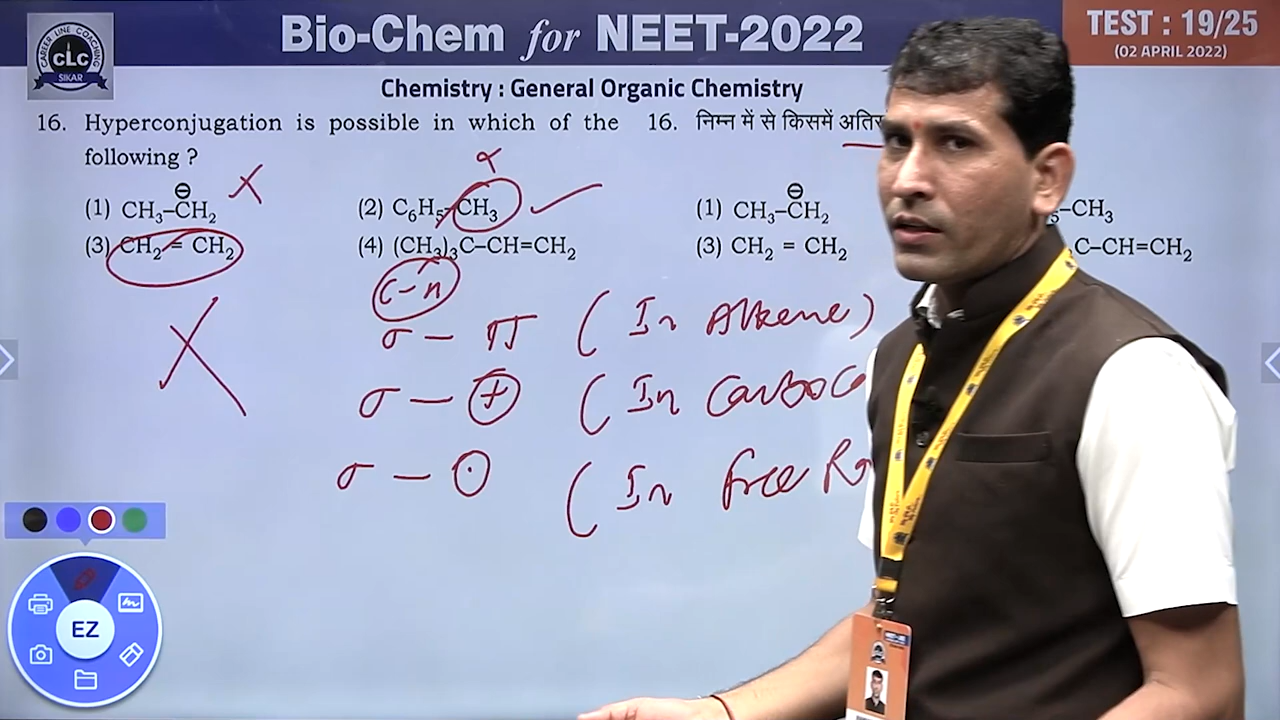 CAREER LINE COACHING
CLC
SIKAR
Bio-Chem for NEET-2022
TEST : 19/25
(02 APRIL 2022)
Chemistry : General Organic Chemistry
16. Hyperconjugation is possible in which of the
following ?
(1) CH₃–C⊖H₂ X
(2) C₆H₅–CH₃ ✓
α
(3) CH₂ = CH₂
(4) (CH₃)₃C–CH=CH₂
X
16. निम्न में से किसमें
(1) CH₃–C⊖H₂
–CH₃
(3) CH₂ = CH₂
C–CH=CH₂
C–H
σ – π (In Alkene)
σ – ⊕ (In
σ – ⊙ (In free
EZ